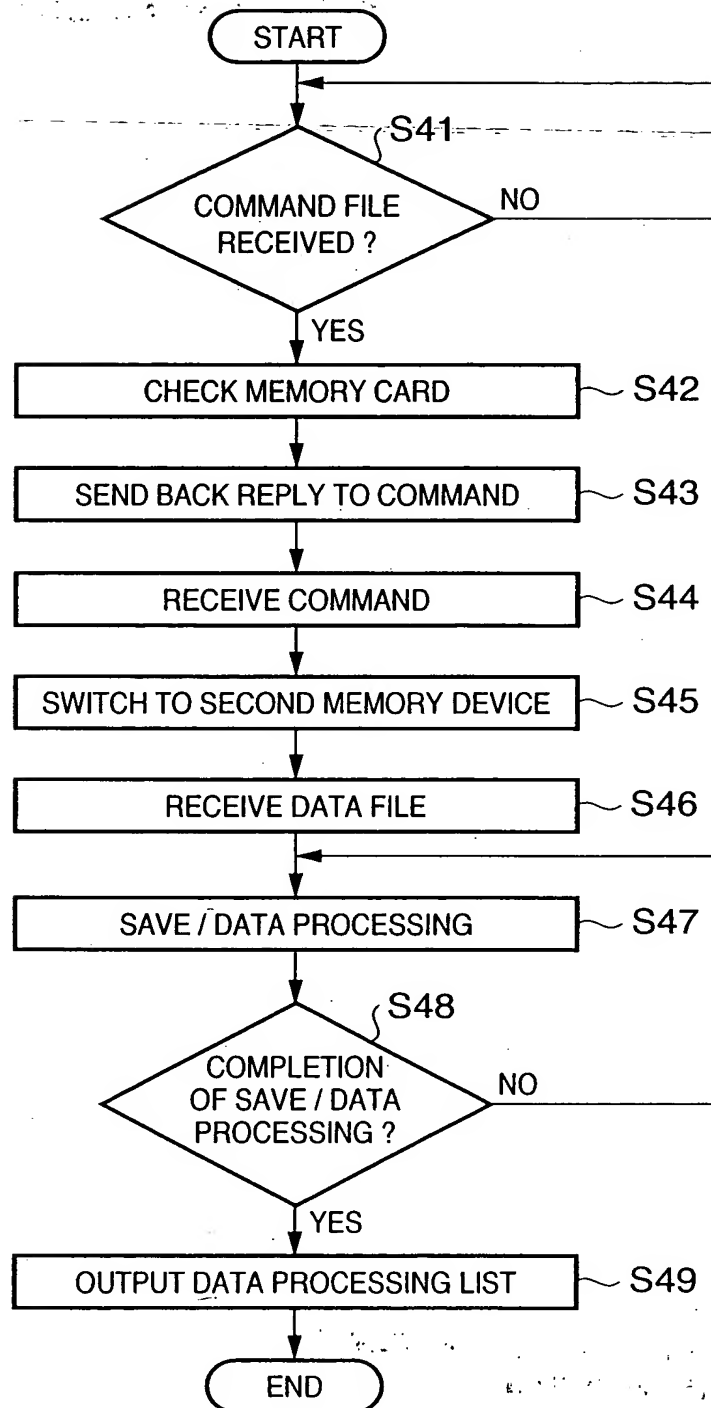 START
S41
COMMAND FILE
RECEIVED ?
NO
YES
CHECK MEMORY CARD
S42
SEND BACK REPLY TO COMMAND
S43
RECEIVE COMMAND
S44
SWITCH TO SECOND MEMORY DEVICE
S45
RECEIVE DATA FILE
S46
SAVE / DATA PROCESSING
S47
S48
COMPLETION
OF SAVE / DATA
PROCESSING ?
NO
YES
OUTPUT DATA PROCESSING LIST
S49
END